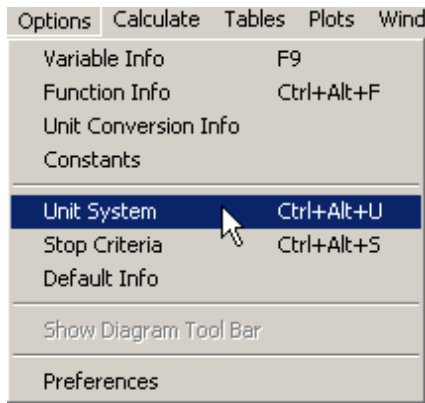 Options Calculate Tables Plots Wind
Variable Info F9
Function Info Ctrl+Alt+F
Unit Conversion Info
Constants
Unit System Ctrl+Alt+U
Stop Criteria Ctrl+Alt+S
Default Info
Show Diagram Tool Bar
Preferences